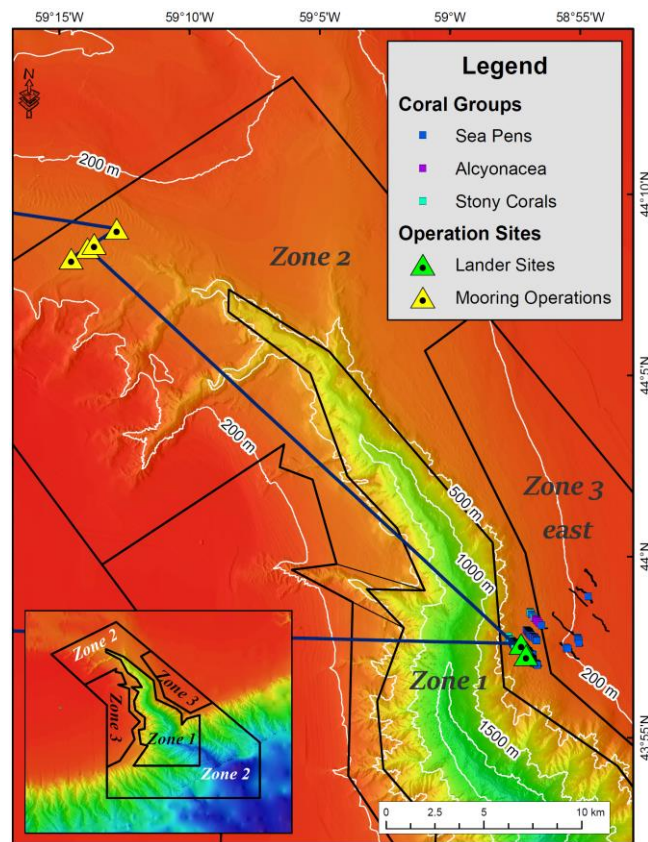 59°15'W
59°10'W
59°5'W
59°W
58°55'W
Legend
Coral Groups
Sea Pens
Alcyonacea
Stony Corals
Operation Sites
Lander Sites
Mooring Operations
N
200 m
44°10'N
Zone 2
44°5'N
200 m
500 m
Zone 3
east
1000 m
44°N
Zone 1
200 m
1500 m
43°55'N
Zone 2
Zone 3
Zone 3
Zone 1
Zone 2
0 2.5 5 10 km